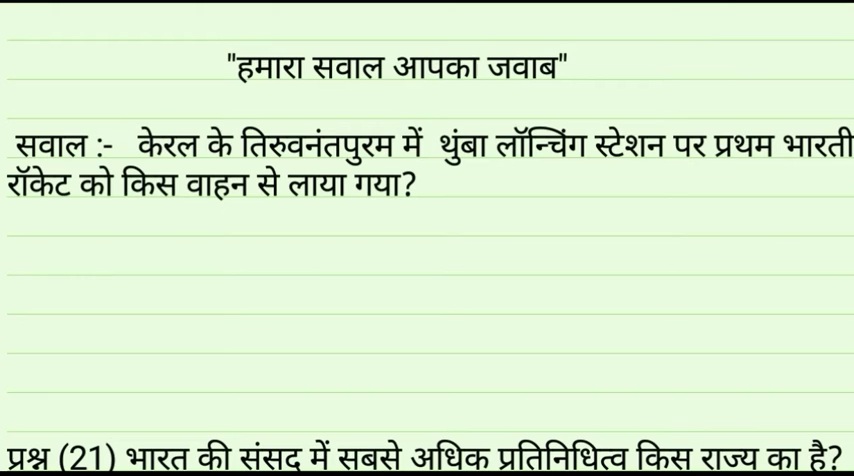 "हमारा सवाल आपका जवाब"
सवाल :- केरल के तिरुवनंतपुरम में थुंबा लॉन्चिंग स्टेशन पर प्रथम भारती
रॉकेट को किस वाहन से लाया गया?
प्रश्न (21) भारत की संसद में सबसे अधिक प्रतिनिधित्व किस राज्य का है?